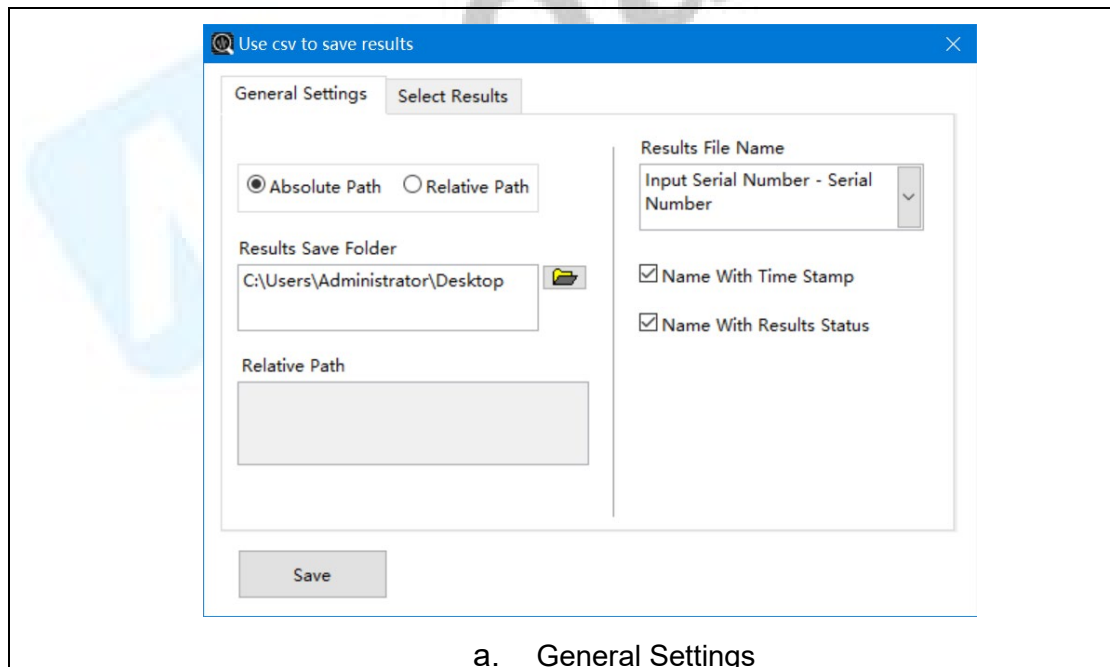 Use csv to save results
General Settings
Select Results
Absolute Path
Relative Path
Results Save Folder
C:\Users\Administrator\Desktop
Relative Path
Results File Name
Input Serial Number - Serial
Number
Name With Time Stamp
Name With Results Status
Save
a. General Settings